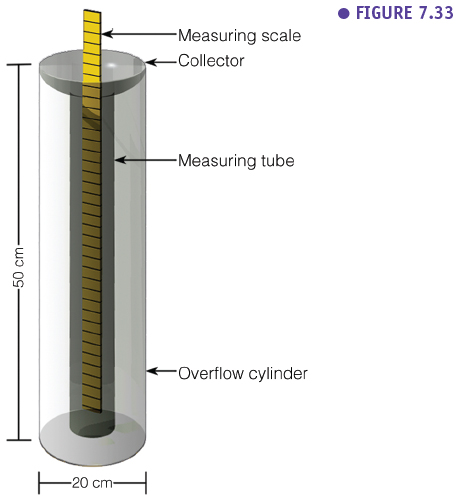 ● FIGURE 7.33
Measuring scale
Collector
Measuring tube
50 cm
Overflow cylinder
20 cm